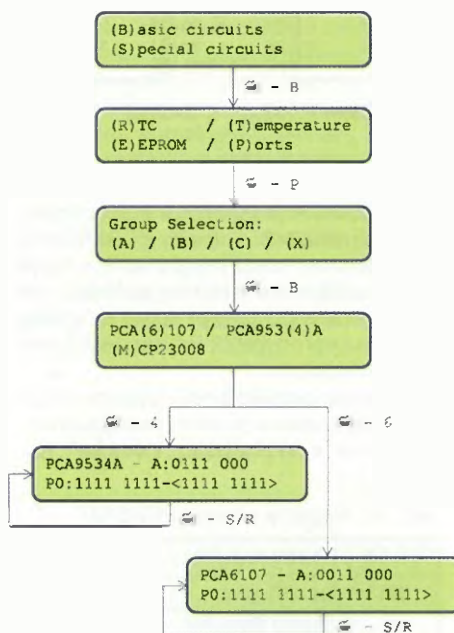 (B)asic circuits
(S)pecial circuits
- B
(R)TC / (T)emperature
(E)EPROM / (P)orts
- P
Group Selection:
(A) / (B) / (C) / (X)
- B
PCA(6)107 / PCA953(4)A
(M)CP23008
- 4
- 6
PCA9534A - A:0111 000
P0:1111 1111-<1111 1111>
- S/R
PCA6107 - A:0011 000
P0:1111 1111-<1111 1111>
- S/R